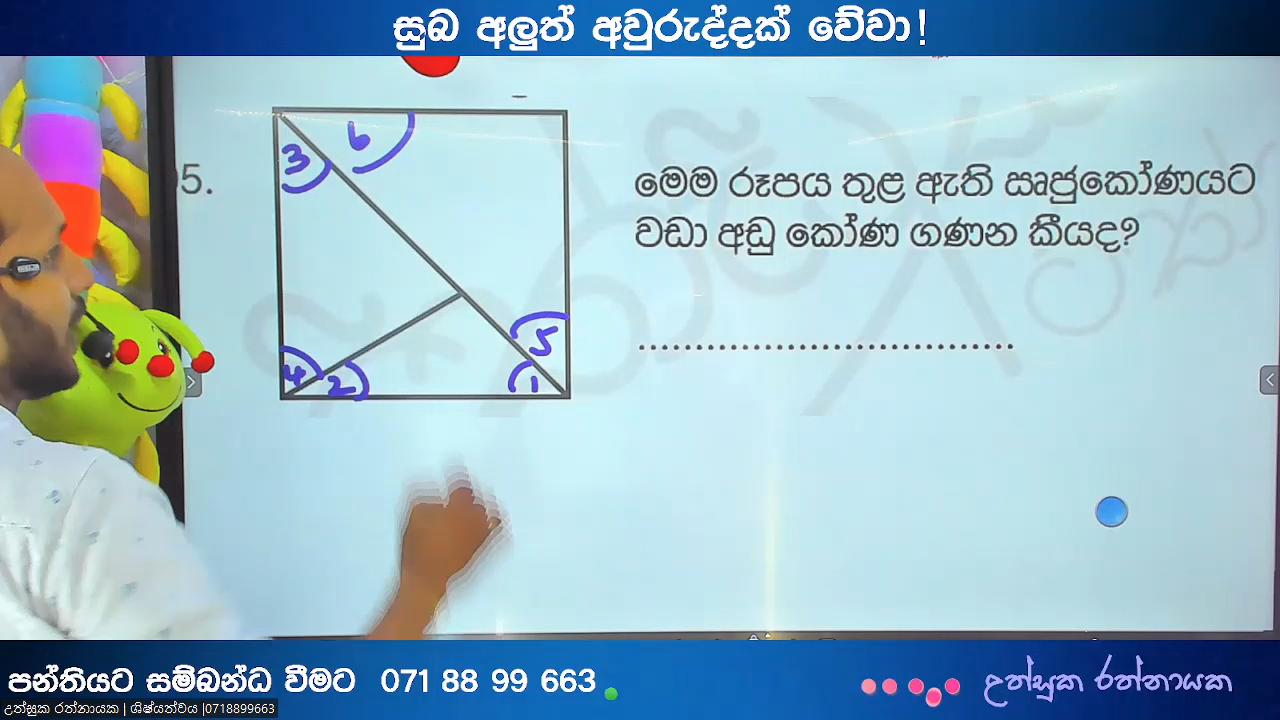 සුබ අලුත් අවුරුද්දක් වේවා!
5.
මෙම රූපය තුළ ඇති සෘජුකෝණයට
වඩා අඩු කෝණ ගණන කීයද?
3
6
5
4
2
1
පන්තියට සම්බන්ධ වීමට 071 88 99 663
උත්සුක රත්නායක
උත්සුක රත්නායක | ශිෂ්යත්වය |0718899663